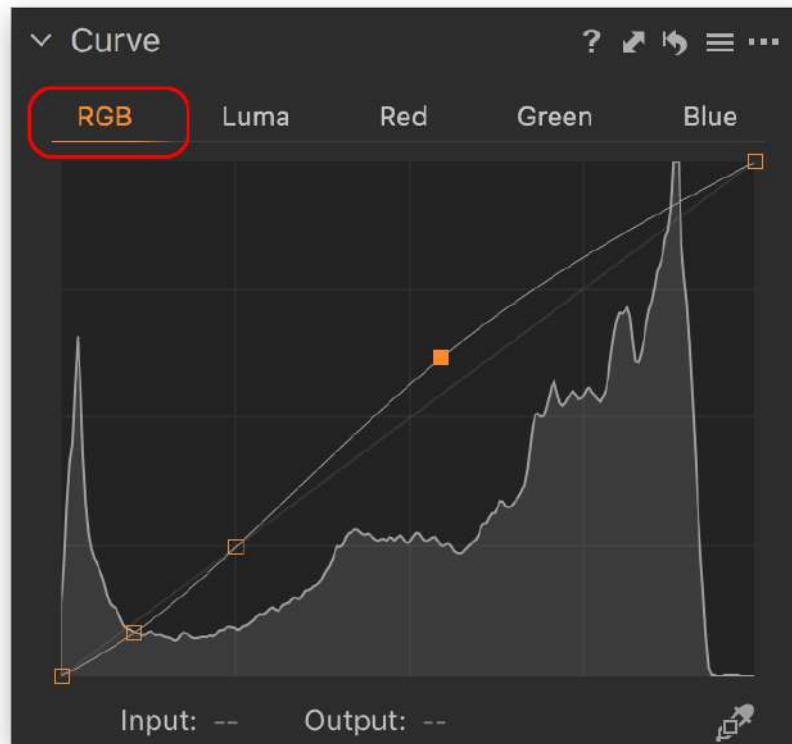 Curve ? ...
RGB Luma Red Green Blue
Input: -- Output: --